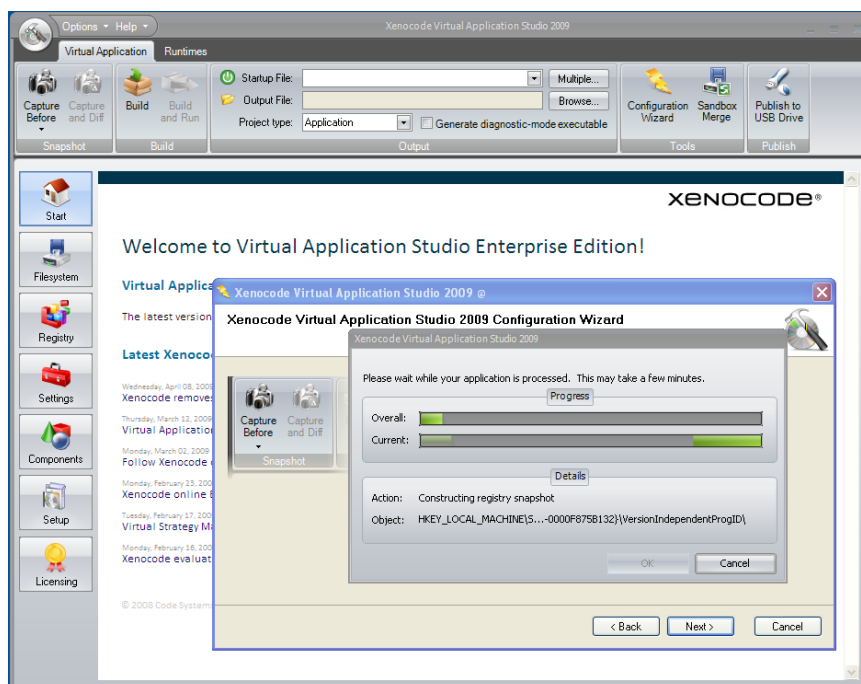 Options Help
Xenocode Virtual Application Studio 2009
Virtual Application Runtimes
Capture Before
Capture and Diff
Snapshot
Build
Build and Run
Build
Startup File:
Multiple...
Output File:
Browse...
Project type: Application
Generate diagnostic-mode executable
Output
Configuration Wizard
Sandbox Merge
Tools
Publish to USB Drive
Publish
Start
Filesystem
Registry
Settings
Components
Setup
Licensing
xenocode®
Welcome to Virtual Application Studio Enterprise Edition!
Virtual Applica
The latest version
Latest Xenoco
Wednesday, April 08, 200
Xenocode remove
Thursday, March 12, 2009
Virtual Applicatio
Monday, March 02, 2009
Follow Xenocode
Monday, February 23, 200
Xenocode online
Tuesday, February 17, 200
Virtual Strategy M
Monday, February 16, 200
Xenocode evaluat
© 2008 Code System
Xenocode Virtual Application Studio 2009 @
Xenocode Virtual Application Studio 2009 Configuration Wizard
Capture Before
Capture and Diff
Snapshot
Xenocode Virtual Application Studio 2009
Please wait while your application is processed. This may take a few minutes.
Progress
Overall:
Current:
Details
Action: Constructing registry snapshot
Object: HKEY_LOCAL_MACHINE\S...-0000F875B132}\VersionIndependentProgID\
OK Cancel
< Back Next > Cancel